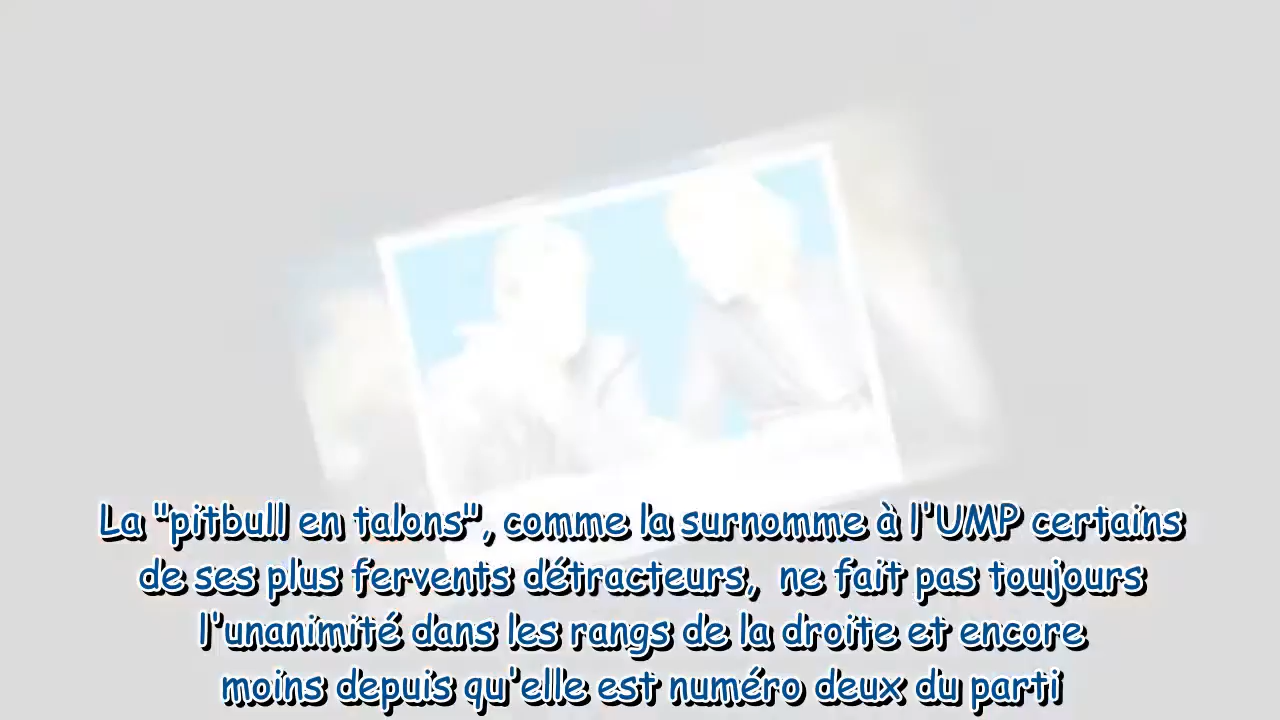 La "pitbull en talons", comme la surnomme à l'UMP certains
de ses plus fervents détracteurs,  ne fait pas toujours
l'unanimité dans les rangs de la droite et encore
moins depuis qu'elle est numéro deux du parti